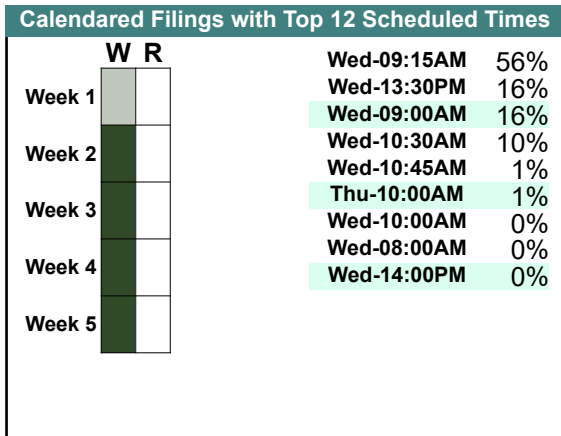 Calendared Filings with Top 12 Scheduled Times
W R
Week 1
Week 2
Week 3
Week 4
Week 5
Wed-09:15AM 56%
Wed-13:30PM 16%
Wed-09:00AM 16%
Wed-10:30AM 10%
Wed-10:45AM 1%
Thu-10:00AM 1%
Wed-10:00AM 0%
Wed-08:00AM 0%
Wed-14:00PM 0%